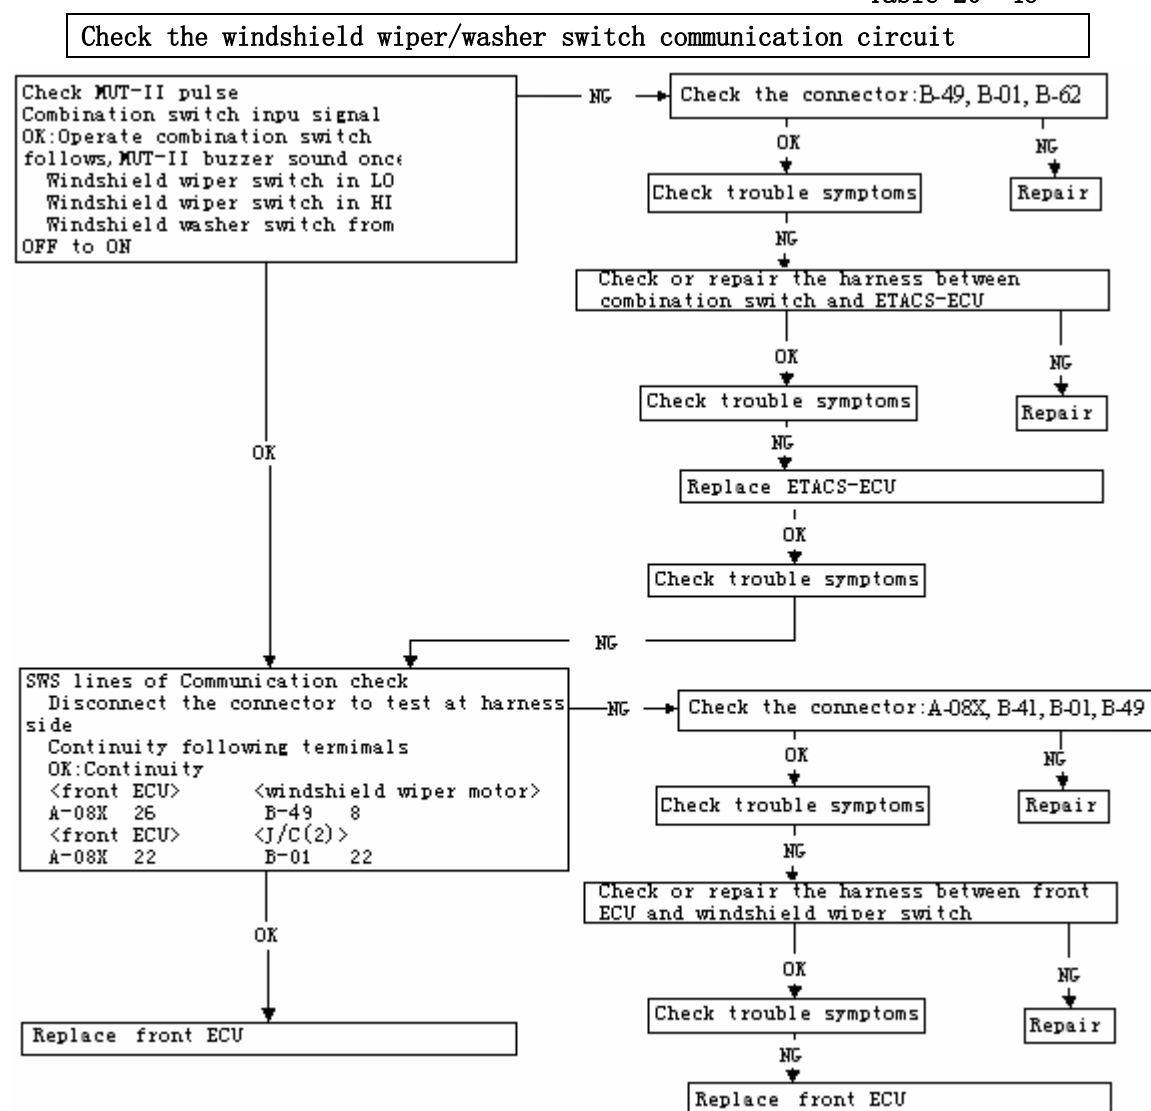 Check the windshield wiper/washer switch communication circuit
Check MUT-II pulse
Combination switch inpu signal
OK:Operate combination switch
follows,MUT-II buzzer sound once
Windshield wiper switch in LO
Windshield wiper switch in HI
Windshield washer switch from
OFF to ON
NG
Check the connector:B-49, B-01, B-62
OK
NG
Check trouble symptoms
Repair
NG
Check or repair the harness between
combination switch and ETACS-ECU
OK
NG
Check trouble symptoms
Repair
NG
OK
Replace ETACS-ECU
OK
Check trouble symptoms
NG
SWS lines of Communication check
Disconnect the connector to test at harness
side
Continuity following termimals
OK:Continuity
<front ECU> <windshield wiper motor>
A-08X 26 B-49 8
<front ECU> <J/C(2)>
A-08X 22 B-01 22
NG
Check the connector:A-08X, B-41, B-01, B-49
OK
NG
Check trouble symptoms
Repair
NG
Check or repair the harness between front
ECU and windshield wiper switch
OK
OK
NG
Check trouble symptoms
Repair
Replace front ECU
NG
Replace front ECU